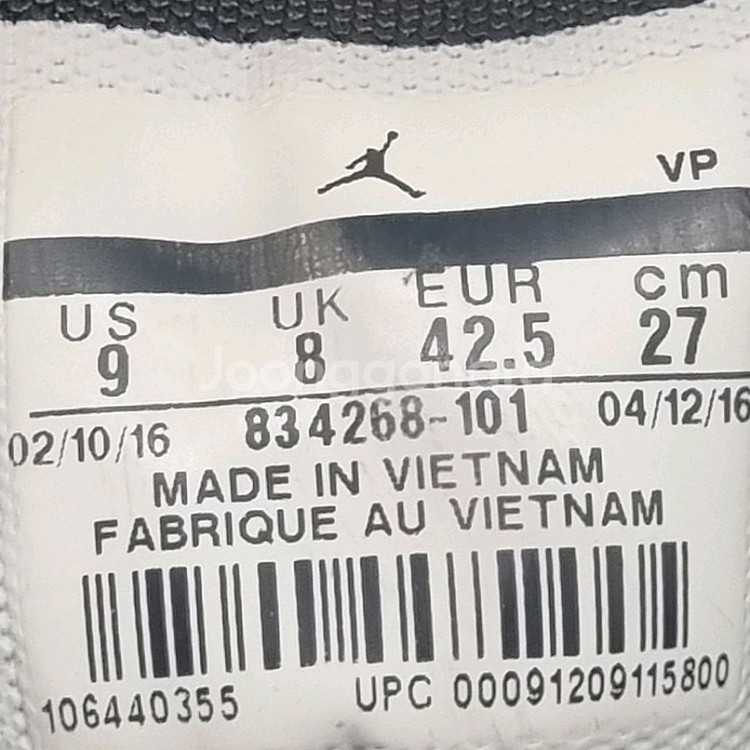 VP
US UK EUR cm
9 8 42.5 27
02/10/16 834268-101 04/12/16
MADE IN VIETNAM
FABRIQUE AU VIETNAM
106440355 UPC 00091209115800